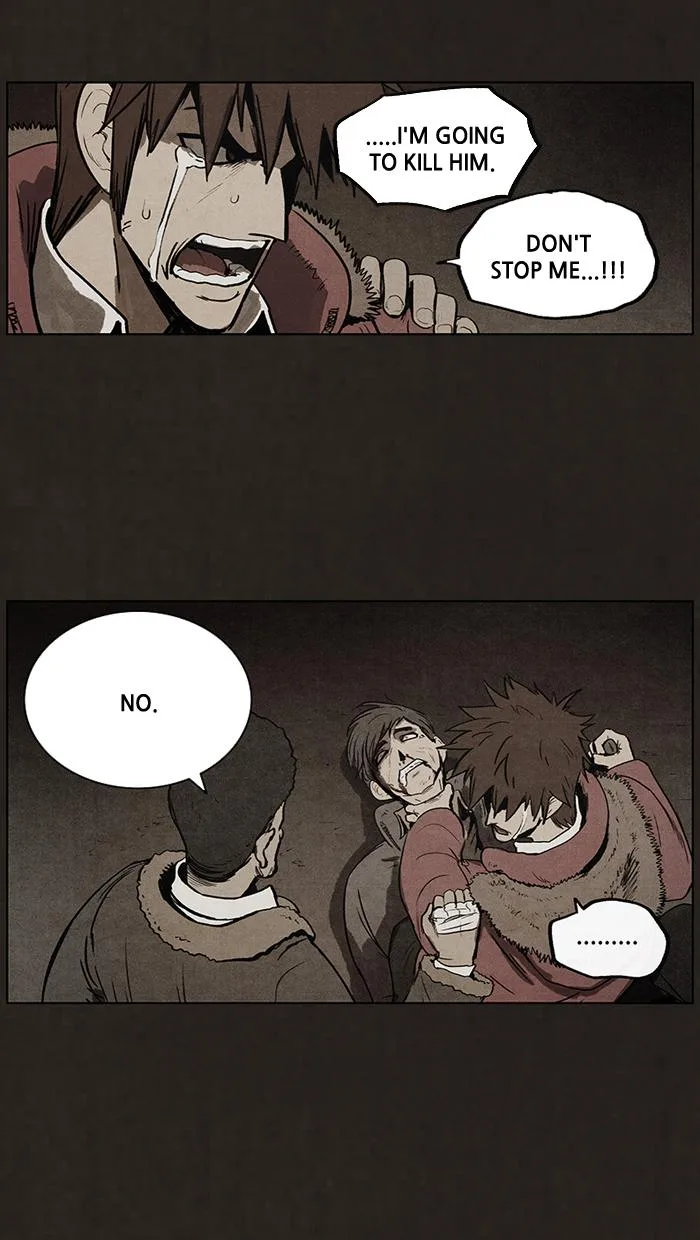 .....I'M GOING
TO KILL HIM.
DON'T
STOP ME...!!!
NO.
.........